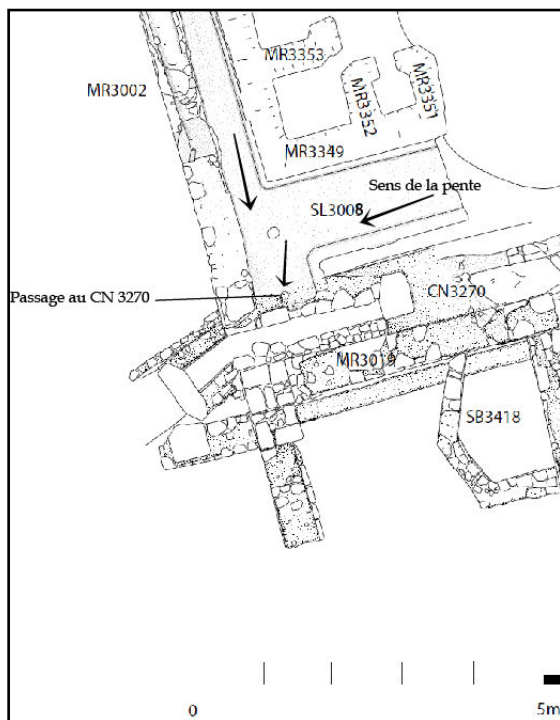 MR3353
MR3002
MR3351
MR3352
MR3349
Sens de la pente
SL3008
Passage au CN 3270
CN3270
MR3019
SB3418
0
5m